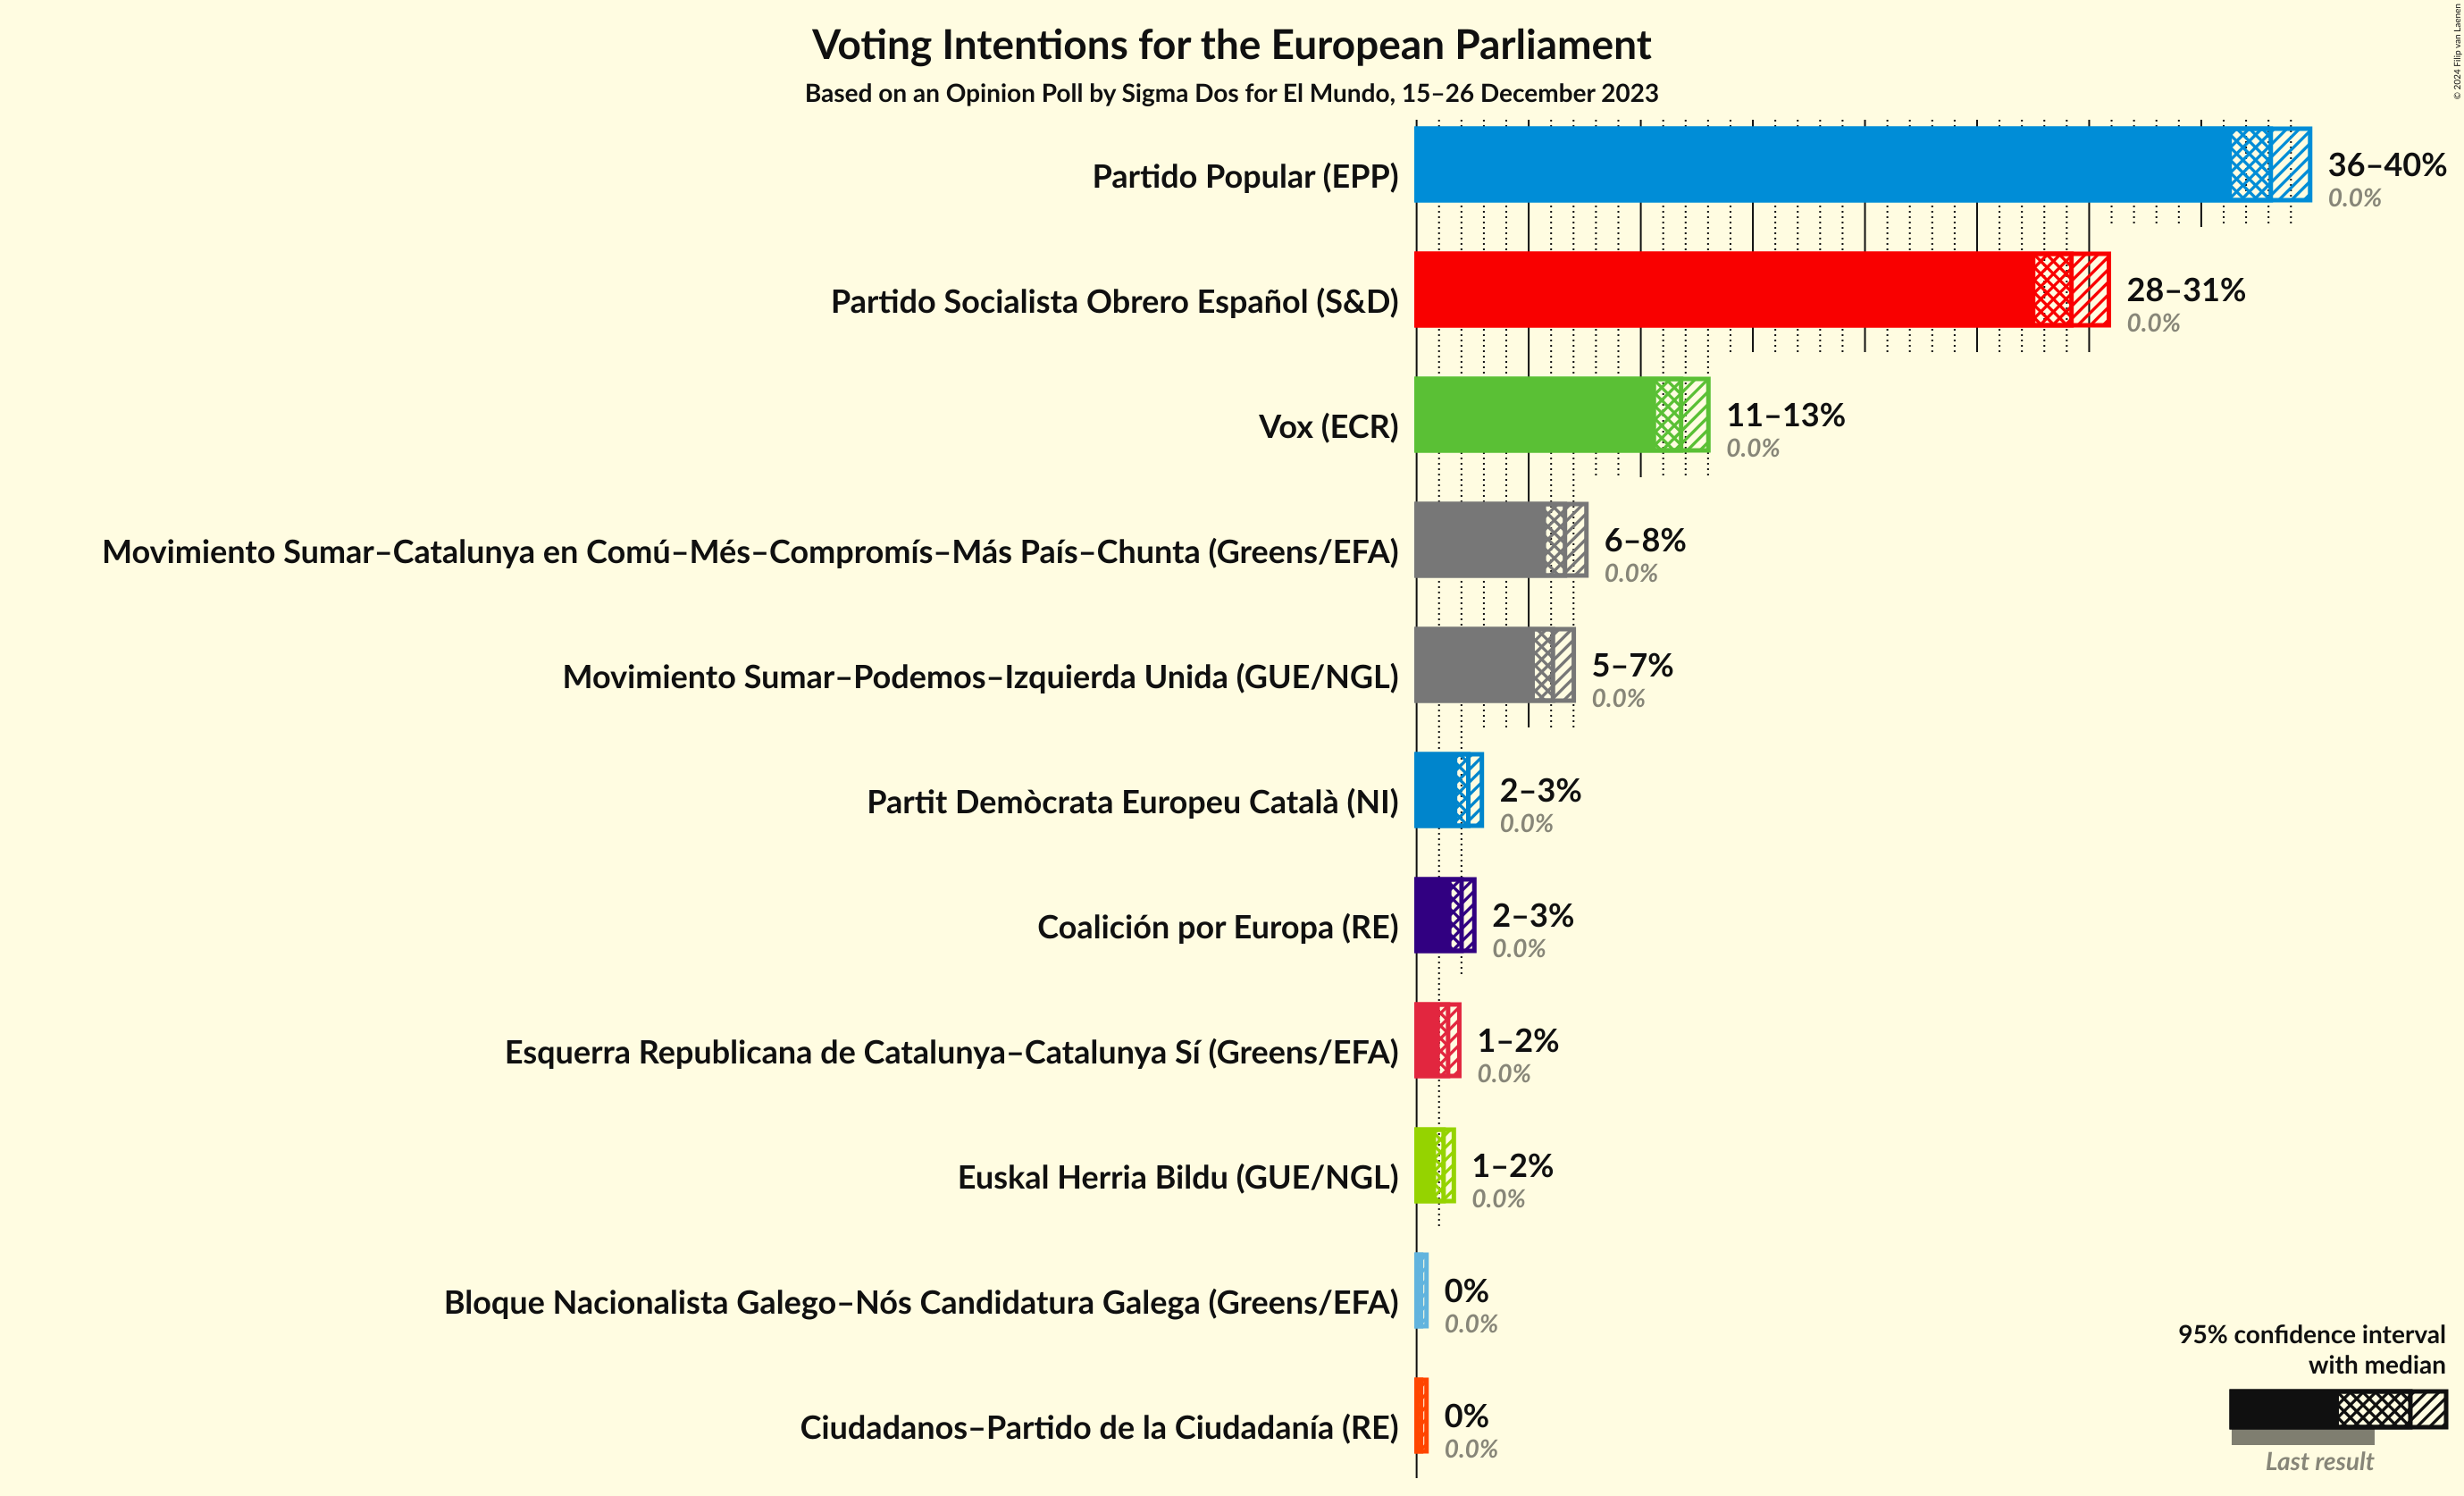 Voting Intentions for the European Parliament
Based on an Opinion Poll by Sigma Dos for El Mundo, 15–26 December 2023
© 2024 Filip van Laenen
Partido Popular (EPP)
36–40%
0.0%
Partido Socialista Obrero Español (S&D)
28–31%
0.0%
Vox (ECR)
11–13%
0.0%
Movimiento Sumar–Catalunya en Comú–Més–Compromís–Más País–Chunta (Greens/EFA)
6–8%
0.0%
Movimiento Sumar–Podemos–Izquierda Unida (GUE/NGL)
5–7%
0.0%
Partit Demòcrata Europeu Català (NI)
2–3%
0.0%
Coalición por Europa (RE)
2–3%
0.0%
Esquerra Republicana de Catalunya–Catalunya Sí (Greens/EFA)
1–2%
0.0%
Euskal Herria Bildu (GUE/NGL)
1–2%
0.0%
Bloque Nacionalista Galego–Nós Candidatura Galega (Greens/EFA)
0%
0.0%
Ciudadanos–Partido de la Ciudadanía (RE)
0%
0.0%
95% confidence interval
with median
Last result